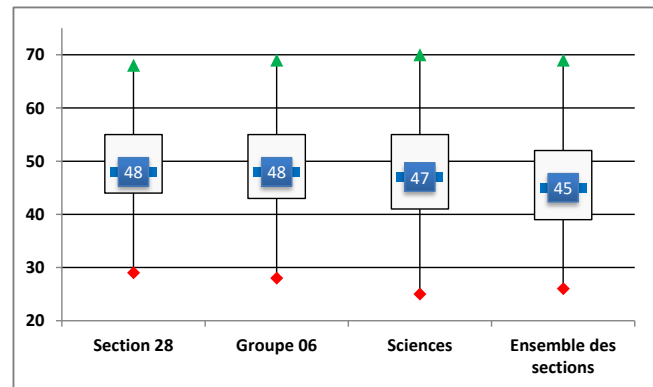 70
60
50
40
30
20
48
48
47
45
Section 28
Groupe 06
Sciences
Ensemble des
sections